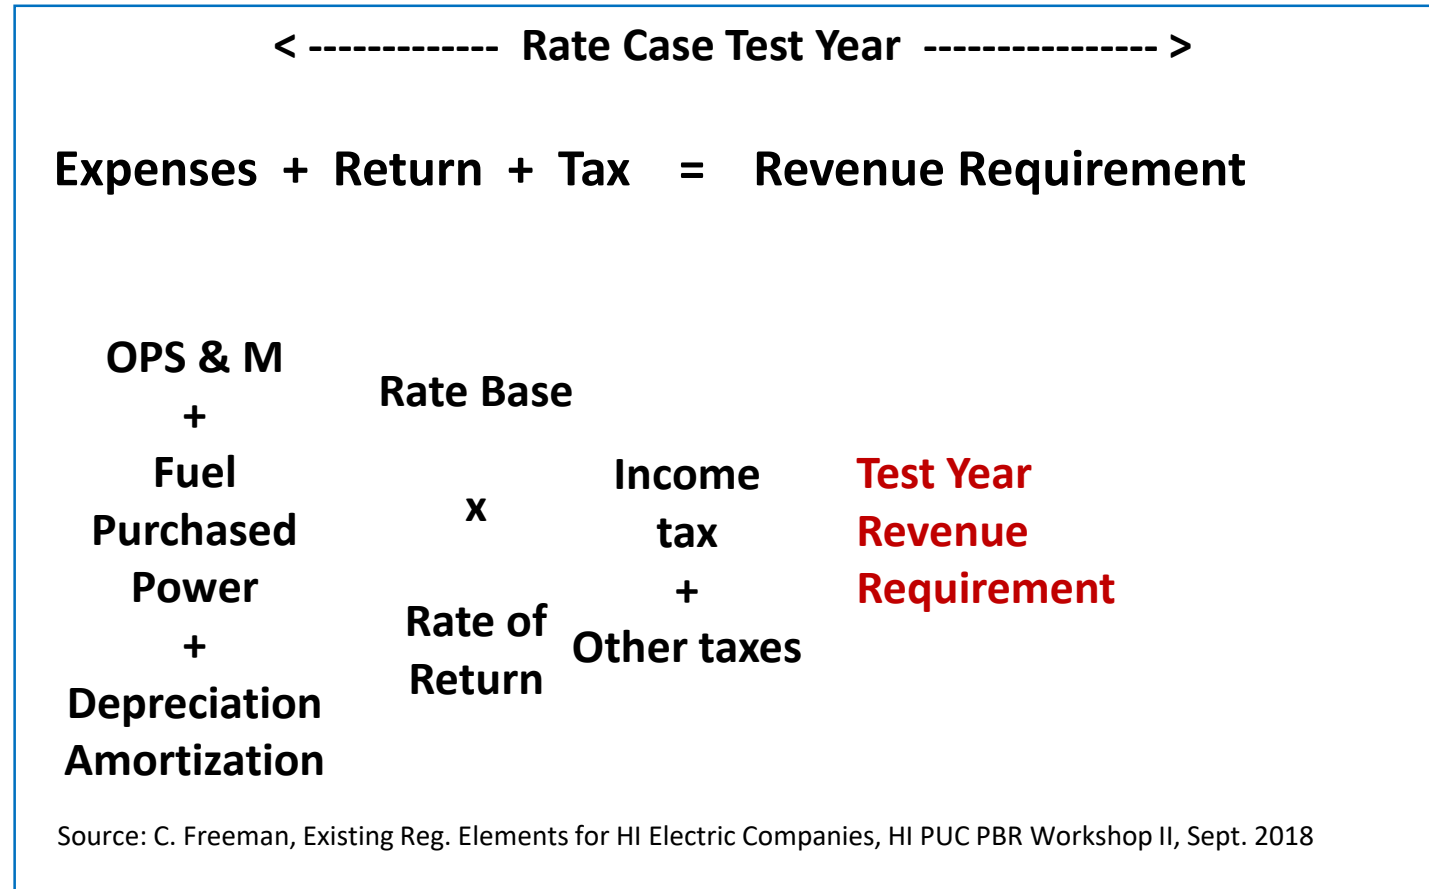 < ------------- Rate Case Test Year ---------------- >
Expenses + Return + Tax = Revenue Requirement
OPS & M
+
Fuel
Purchased
Power
+
Depreciation
Amortization
Rate Base
x
Rate of
Return
Income
tax
+
Other taxes
Test Year
Revenue
Requirement
Source: C. Freeman, Existing Reg. Elements for HI Electric Companies, HI PUC PBR Workshop II, Sept. 2018